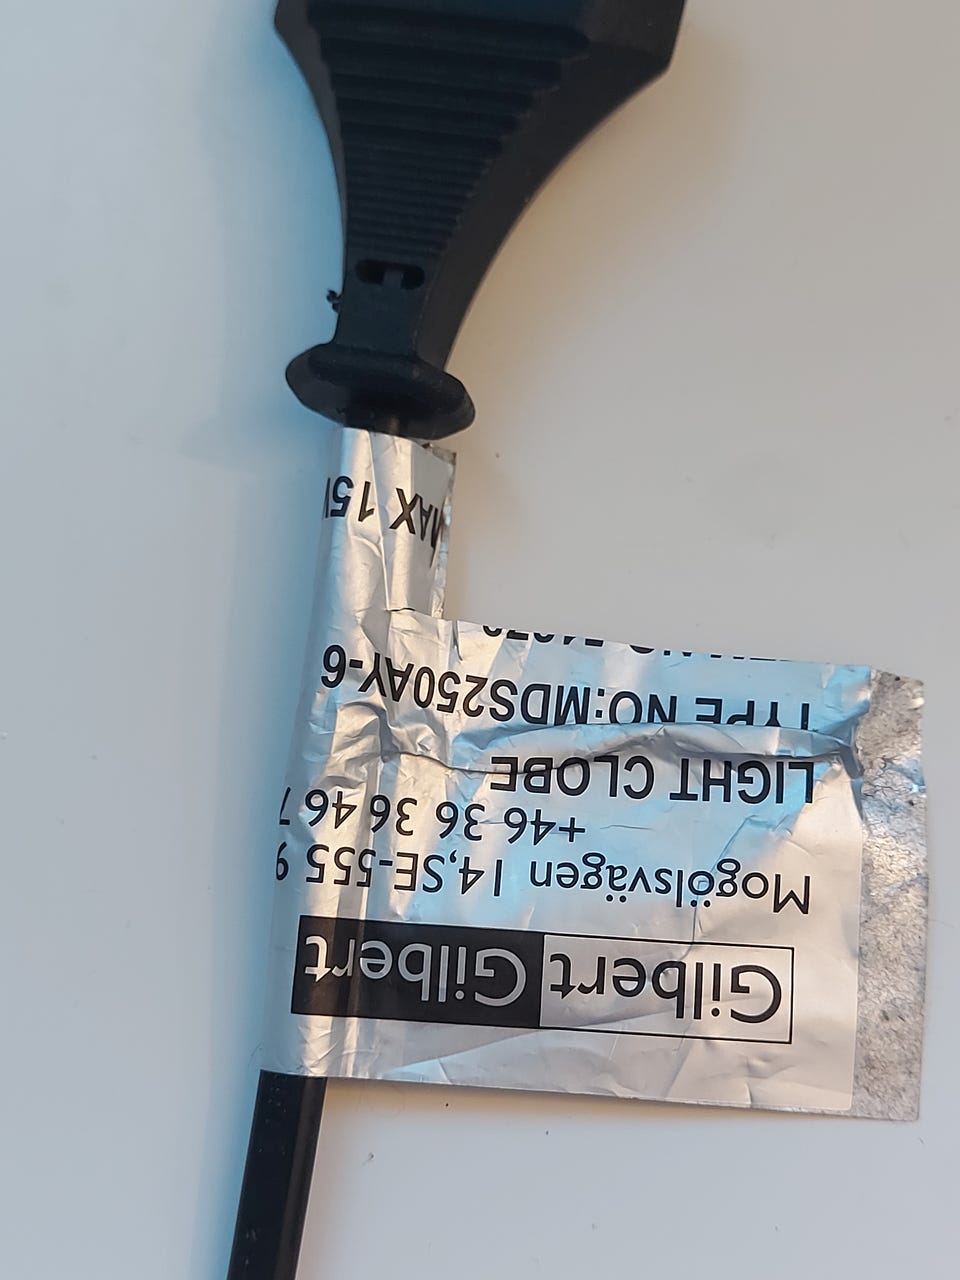 Gilbert Gilbert
Mogölsvägen 14,SE-555 9
+46 36 36 46 7
LIGHT CLOBE
TYPE NO:MDS250AY-6
MAX 15